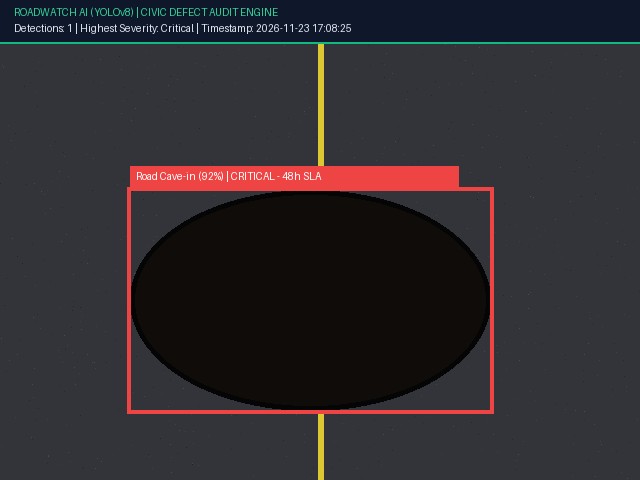 ROADWATCH AI (YOLOv8) | CIVIC DEFECT AUDIT ENGINE
Detections: 1 | Highest Severity: Critical | Timestamp: 2026-11-23 17:08:25
Road Cave-in (92%) | CRITICAL - 48h SLA